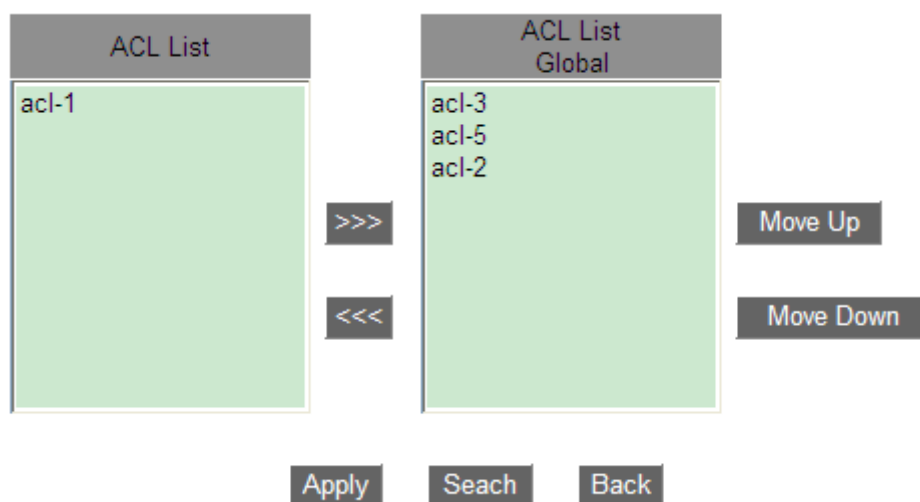 ACL List
acl-1
>>>
<<<
ACL List
Global
acl-3
acl-5
acl-2
Move Up
Move Down
Apply
Seach
Back